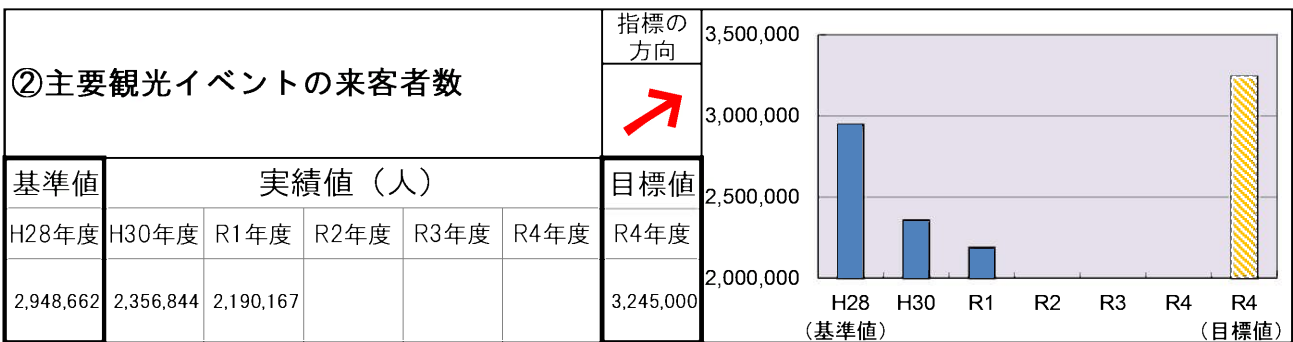 ②主要観光イベントの来客者数
指標の
方向
基準値 実績値（人） 目標値
H28年度 H30年度 R1年度 R2年度 R3年度 R4年度 R4年度
2,948,662 2,356,844 2,190,167 3,245,000
3,500,000
3,000,000
2,500,000
2,000,000
H28 H30 R1 R2 R3 R4 R4
（基準値） （目標値）